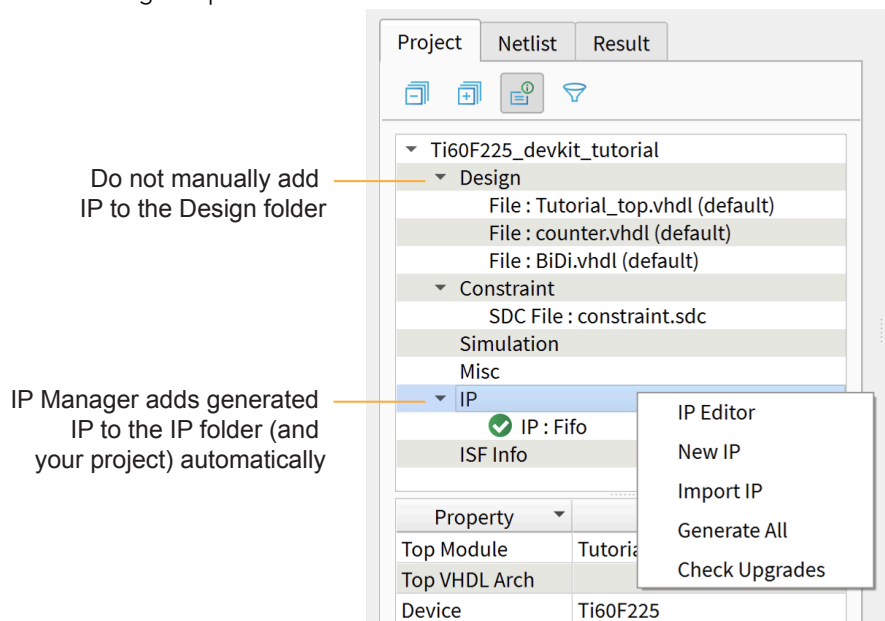 Project Netlist Result
Ti60F225_devkit_tutorial
Do not manually add
IP to the Design folder
Design
File : Tutorial_top.vhdl (default)
File : counter.vhdl (default)
File : BiDi.vhdl (default)
Constraint
SDC File : constraint.sdc
Simulation
Misc
IP Manager adds generated
IP to the IP folder (and
your project) automatically
IP
IP : Fifo
ISF Info
IP Editor
New IP
Import IP
Generate All
Check Upgrades
Property
Top Module Tutoria
Top VHDL Arch
Device Ti60F225